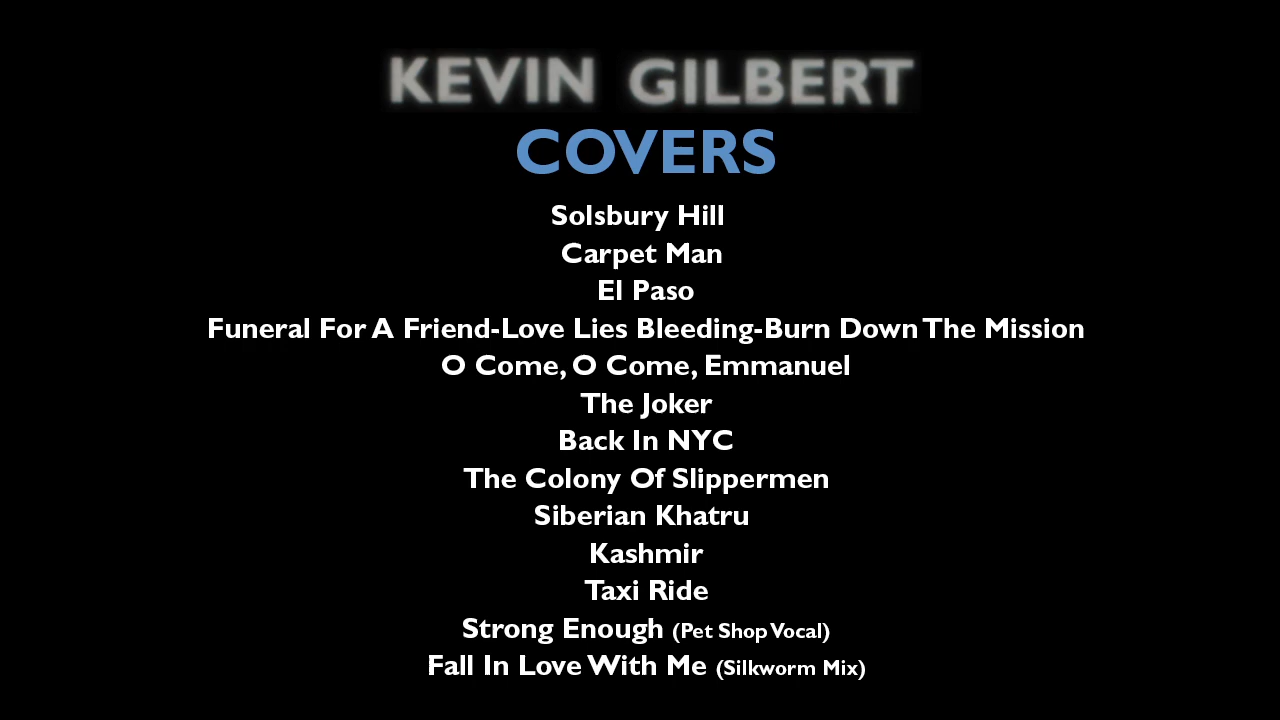 KEVIN GILBERT
COVERS
Solsbury Hill
Carpet Man
El Paso
Funeral For A Friend-Love Lies Bleeding-Burn Down The Mission
O Come, O Come, Emmanuel
The Joker
Back In NYC
The Colony Of Slippermen
Siberian Khatru
Kashmir
Taxi Ride
Strong Enough (Pet Shop Vocal)
Fall In Love With Me (Silkworm Mix)